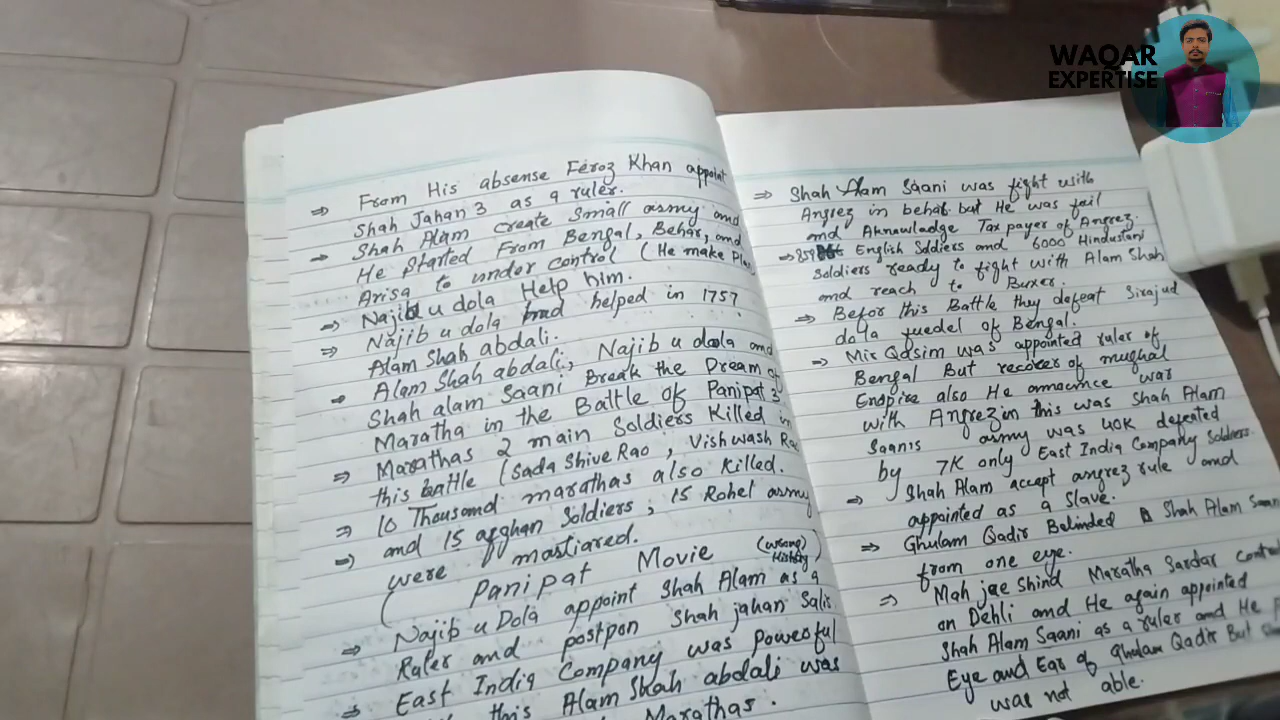 WAQAR
EXPERTISE
⇒ From His absense Feroz Khan appoint
Shah Jahan 3 as a ruler.
→ Shah Alam create small army and
He started From Bengal, Behar, and
Arisa to under control (He make Plan
⇒ Najib u dola Help him.
⇒ Najib u dola had helped in 1757
Alam Shah abdali.
→ Alam Shah abdali, Najib u dola and
Shah alam Saani Break the Dream of
Maratha in the Battle of Panipat 3
⇒ Marathas 2 main Soldiers Killed in
this battle (Sada Shive Rao, Vishwash Rao
⇒ 10 Thousand marathas also killed.
⇒ and 15 afghan Soldiers, 15 Rohel army
were mastiared.
( Panipat Movie (wrong History)
⇒ Najib u Dola appoint Shah Alam as a
Ruler and postpon Shah jahan Salis
⇒ East India Company was powerful
this Alam Shah abdali was
Marathas.
⇒ Shah Alam Saani was fight with
Angrez in behab. but He was fail
and Aknawladge Tax payer of Angrez.
⇒ 859 English Soldiers and 6000 Hindustani
Soldiers ready to fight with Alam Shah
and reach to Buxer.
⇒ Befor this Battle they defeat Sirajud
dola fuedel of Bengal.
⇒ Mir Qasim was appointed ruler of
Bengal But recover of mughal
Enapire also He announce war
with Angrez in this was Shah Alam
Saanis army was 40K defeated
by 7K only East India Company Soldiers.
⇒ Shah Alam accept angrez rule and
appointed as a slave.
⇒ Ghulam Qadir Belinded Shah Alam Saani
from one eye.
⇒ Mah jee Shind Maratha Sardar control
on Dehli and He again appointed
Shah Alam Saani as a ruler and He
Eye and Ear of Ghulam Qadir But
was not able.